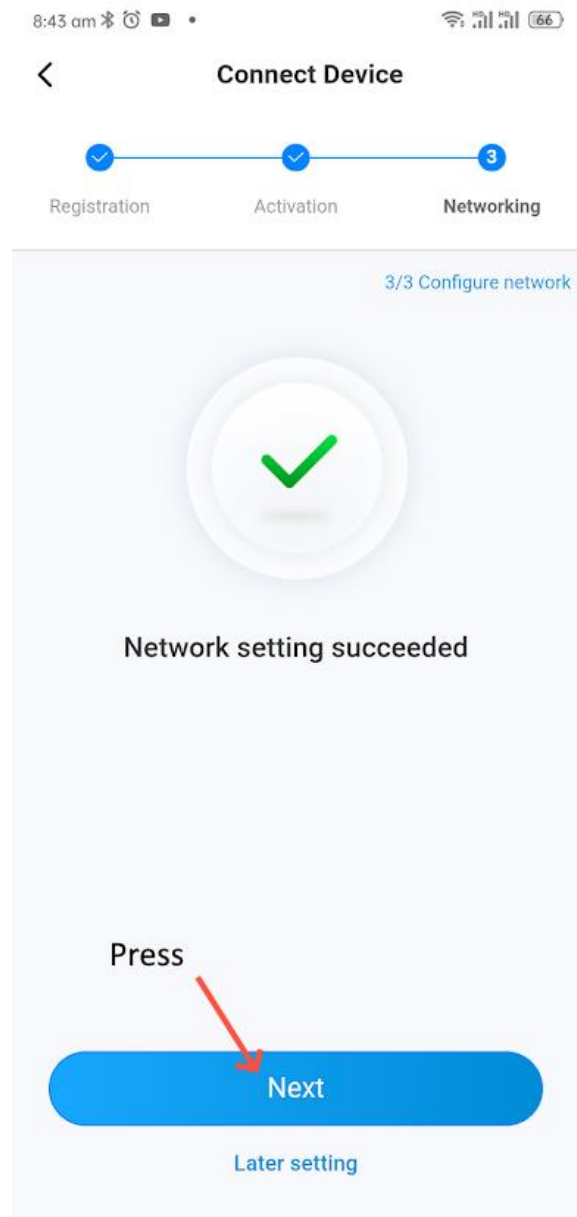 8:43 am 66
Connect Device
3
Registration Activation Networking
3/3 Configure network
Network setting succeeded
Press
Next
Later setting